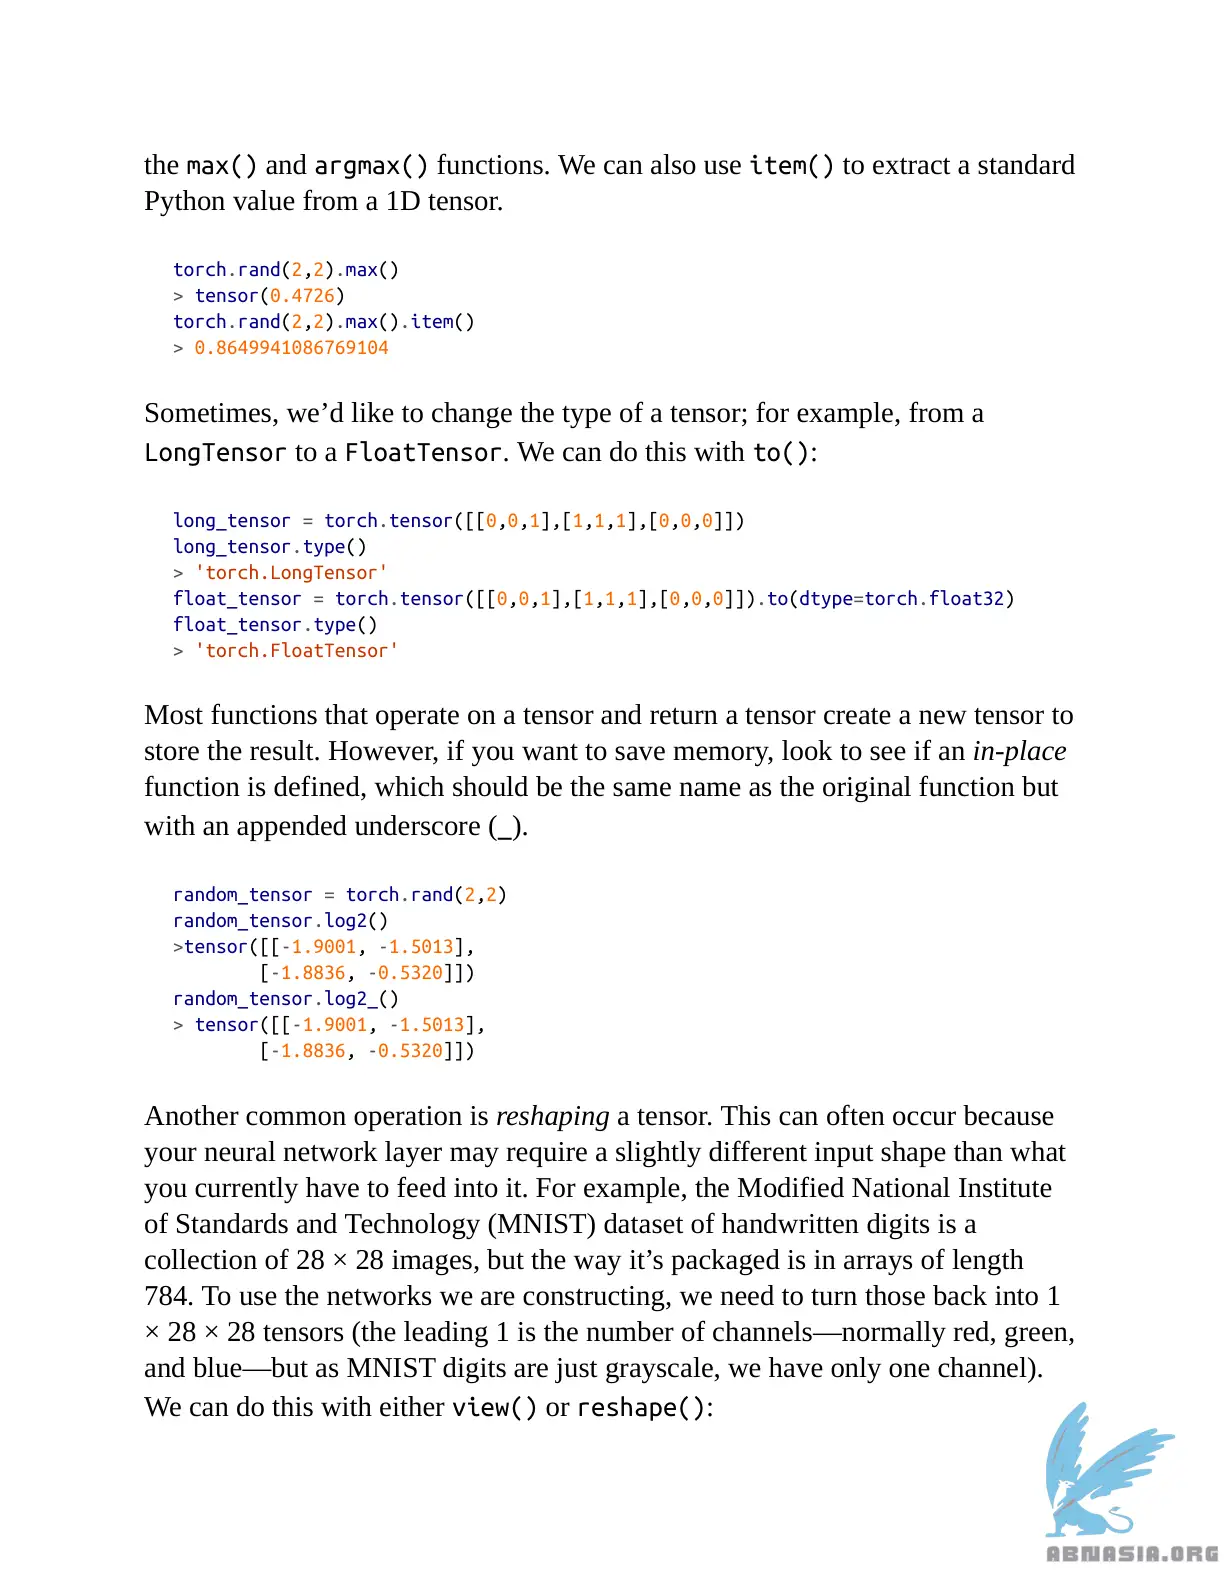 the max() and argmax() functions. We can also use item() to extract a standard
Python value from a 1D tensor.
torch.rand(2,2).max()
> tensor(0.4726)
torch.rand(2,2).max().item()
> 0.8649941086769104
Sometimes, we’d like to change the type of a tensor; for example, from a
LongTensor to a FloatTensor. We can do this with to():
long_tensor = torch.tensor([[0,0,1],[1,1,1],[0,0,0]])
long_tensor.type()
> 'torch.LongTensor'
float_tensor = torch.tensor([[0,0,1],[1,1,1],[0,0,0]]).to(dtype=torch.float32)
float_tensor.type()
> 'torch.FloatTensor'
Most functions that operate on a tensor and return a tensor create a new tensor to
store the result. However, if you want to save memory, look to see if an in-place
function is defined, which should be the same name as the original function but
with an appended underscore (_).
random_tensor = torch.rand(2,2)
random_tensor.log2()
>tensor([[-1.9001, -1.5013],
        [-1.8836, -0.5320]])
random_tensor.log2_()
> tensor([[-1.9001, -1.5013],
        [-1.8836, -0.5320]])
Another common operation is reshaping a tensor. This can often occur because
your neural network layer may require a slightly different input shape than what
you currently have to feed into it. For example, the Modified National Institute
of Standards and Technology (MNIST) dataset of handwritten digits is a
collection of 28 × 28 images, but the way it’s packaged is in arrays of length
784. To use the networks we are constructing, we need to turn those back into 1
× 28 × 28 tensors (the leading 1 is the number of channels—normally red, green,
and blue—but as MNIST digits are just grayscale, we have only one channel).
We can do this with either view() or reshape():
ABNASIA.ORG